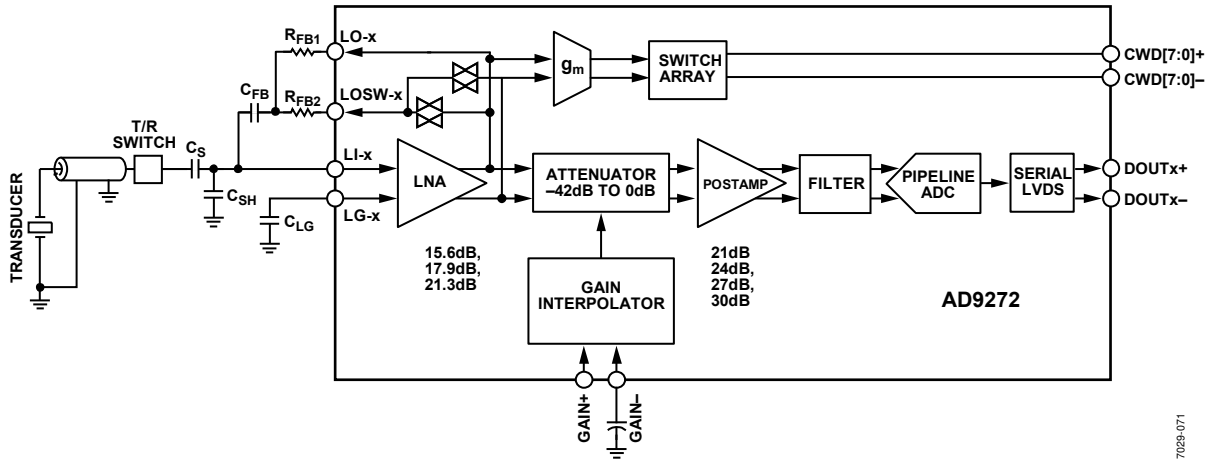 RFB1
LO-x
CFB
RFB2
LOSW-x
T/R
SWITCH
CS
LI-x
CSH
LG-x
CLG
TRANSDUCER
LNA
15.6dB,
17.9dB,
21.3dB
gm
SWITCH
ARRAY
CWD[7:0]+
CWD[7:0]–
ATTENUATOR
–42dB TO 0dB
POSTAMP
21dB
24dB,
27dB,
30dB
FILTER
PIPELINE
ADC
SERIAL
LVDS
DOUTx+
DOUTx–
GAIN
INTERPOLATOR
AD9272
GAIN+
GAIN–
7029-071